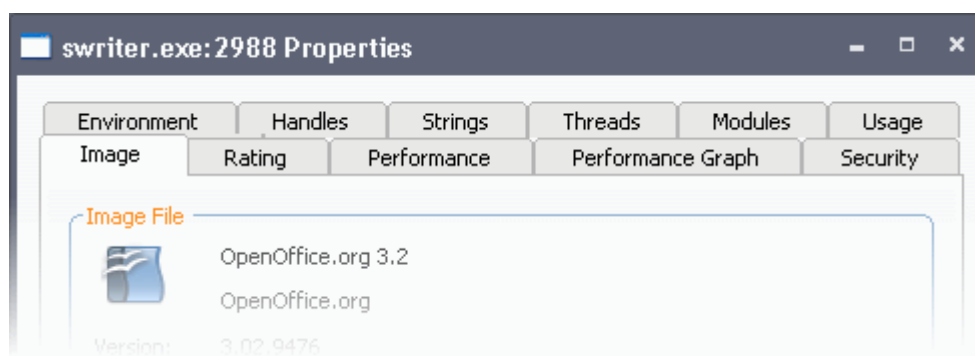 swriter.exe:2988 Properties
Environment Handles Strings Threads Modules Usage
Image Rating Performance Performance Graph Security
Image File
OpenOffice.org 3.2
OpenOffice.org
Version: 3.02.9476